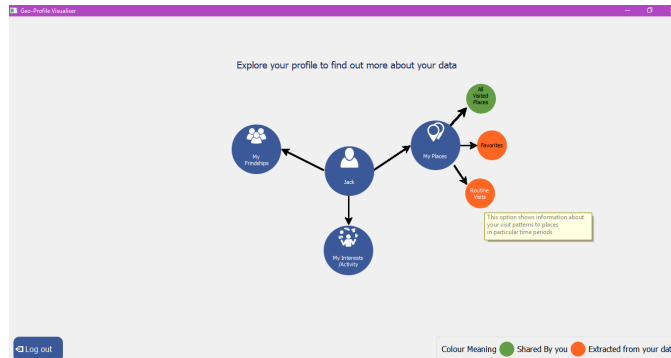 Geo-Profile Visualiser
Explore your profile to find out more about your data
All
Visited
Places
My
Frindships
My Places
Favorites
Jack
Routine
Visits
This option shows information about
your visit patterns to places
in particular time periods
My Interests
/Activity
Log out
Colour Meaning Shared By you Extracted from your dat